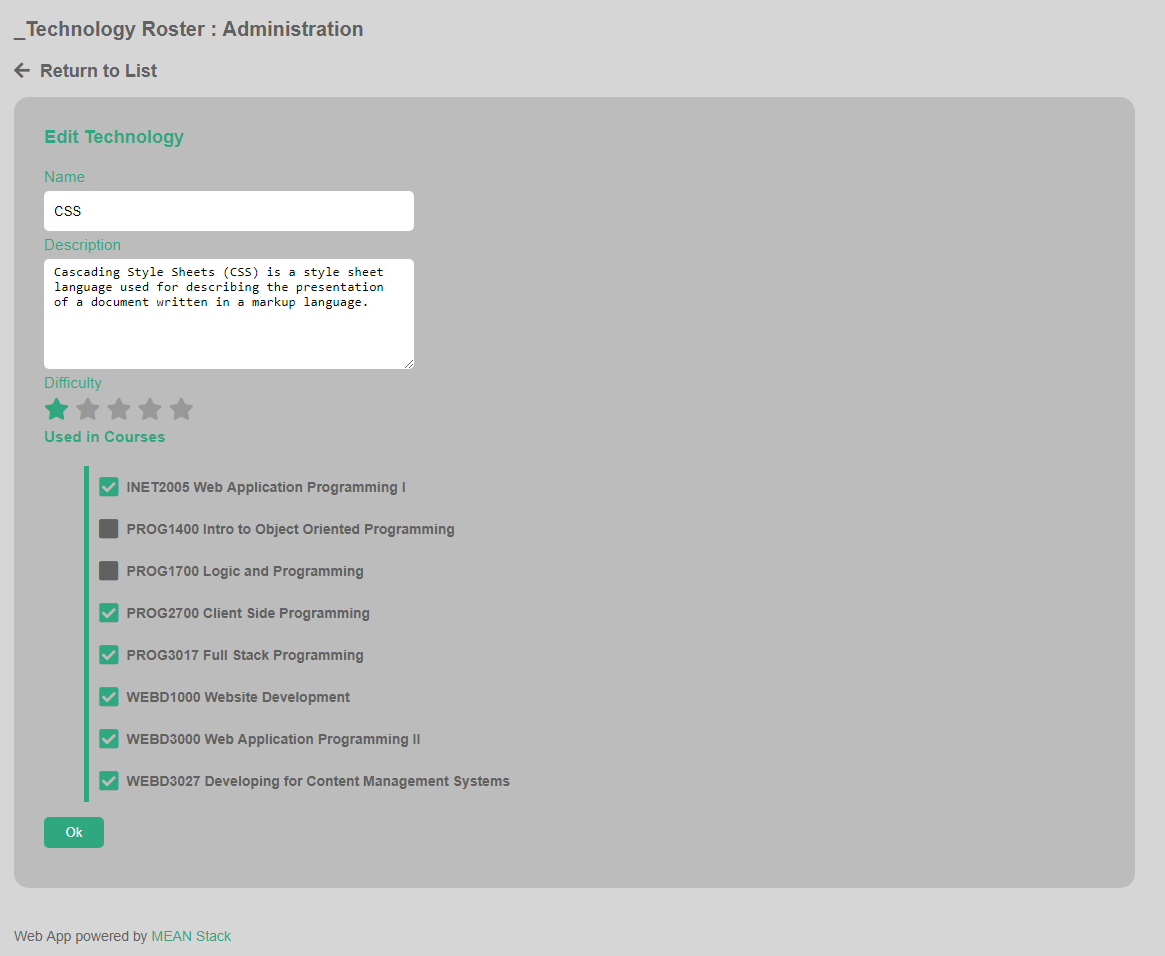 _Technology Roster : Administration
Return to List
Edit Technology
Name
CSS
Description
Cascading Style Sheets (CSS) is a style sheet
language used for describing the presentation
of a document written in a markup language.
Difficulty
Used in Courses
INET2005 Web Application Programming I
PROG1400 Intro to Object Oriented Programming
PROG1700 Logic and Programming
PROG2700 Client Side Programming
PROG3017 Full Stack Programming
WEBD1000 Website Development
WEBD3000 Web Application Programming II
WEBD3027 Developing for Content Management Systems
Ok
Web App powered by MEAN Stack